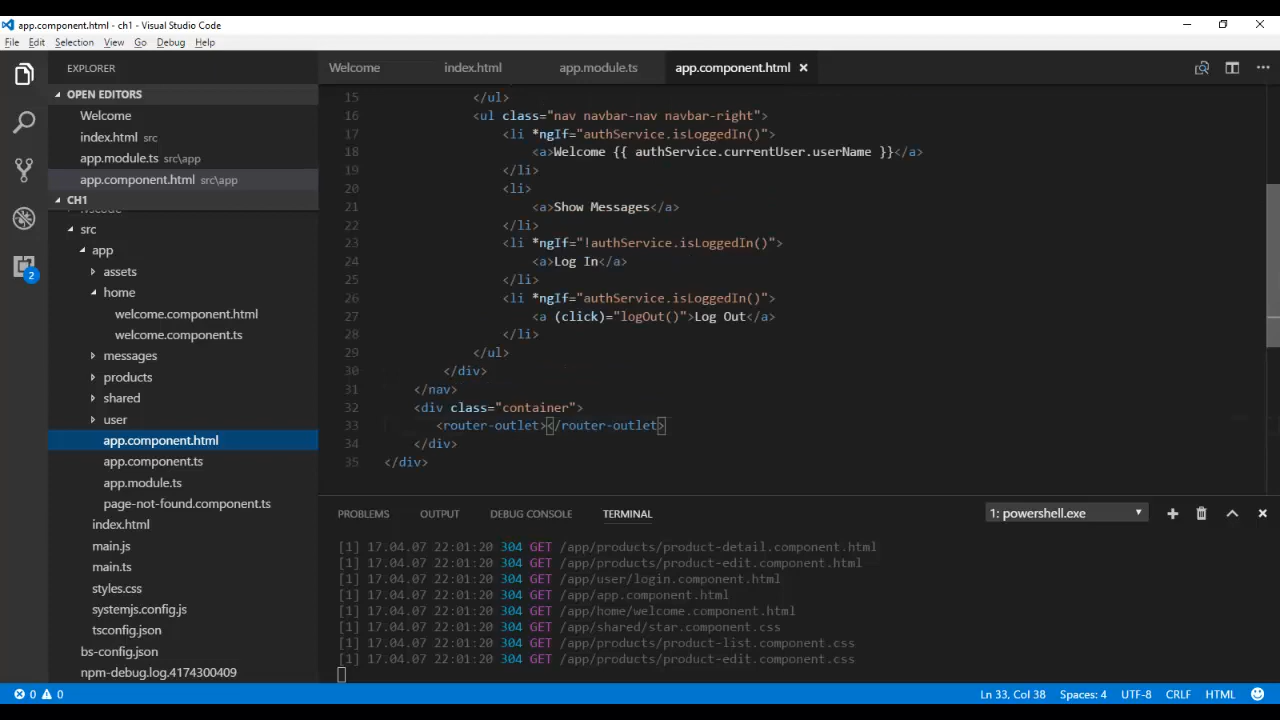 app.component.html - ch1 - Visual Studio Code
File Edit Selection View Go Debug Help
EXPLORER
OPEN EDITORS
Welcome
index.html src
app.module.ts src\app
app.component.html src\app
CH1
src
app
assets
home
welcome.component.html
welcome.component.ts
messages
products
shared
user
app.component.html
app.component.ts
app.module.ts
page-not-found.component.ts
index.html
main.js
main.ts
styles.css
systemjs.config.js
tsconfig.json
bs-config.json
npm-debug.log.4174300409
2
Welcome index.html app.module.ts app.component.html
15 </ul>
16 <ul class="nav navbar-nav navbar-right">
17 <li *ngIf="authService.isLoggedIn()">
18 <a>Welcome {{ authService.currentUser.userName }}</a>
19 </li>
20 <li>
21 <a>Show Messages</a>
22 </li>
23 <li *ngIf="!authService.isLoggedIn()">
24 <a>Log In</a>
25 </li>
26 <li *ngIf="authService.isLoggedIn()">
27 <a (click)="logOut()">Log Out</a>
28 </li>
29 </ul>
30 </div>
31 </nav>
32 <div class="container">
33 <router-outlet></router-outlet>
34 </div>
35 </div>
PROBLEMS OUTPUT DEBUG CONSOLE TERMINAL 1: powershell.exe
[1] 17.04.07 22:01:20 304 GET /app/products/product-detail.component.html
[1] 17.04.07 22:01:20 304 GET /app/products/product-edit.component.html
[1] 17.04.07 22:01:20 304 GET /app/user/login.component.html
[1] 17.04.07 22:01:20 304 GET /app/app.component.html
[1] 17.04.07 22:01:20 304 GET /app/home/welcome.component.html
[1] 17.04.07 22:01:20 304 GET /app/shared/star.component.css
[1] 17.04.07 22:01:20 304 GET /app/products/product-list.component.css
[1] 17.04.07 22:01:20 304 GET /app/products/product-edit.component.css
0 0 Ln 33, Col 38 Spaces: 4 UTF-8 CRLF HTML